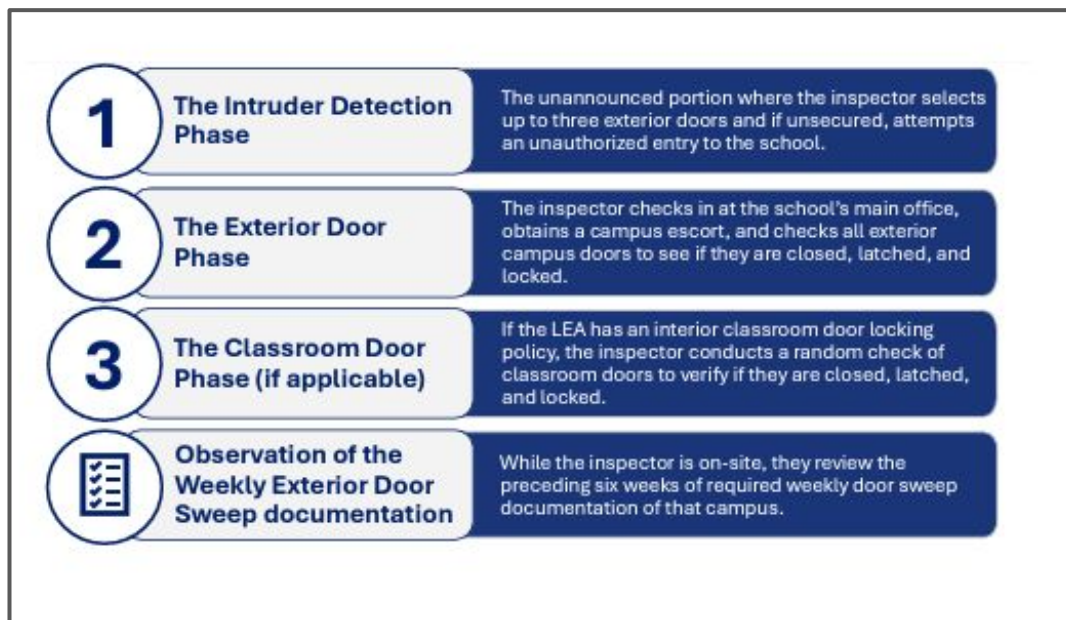 1
The Intruder Detection
Phase
The unannounced portion where the inspector selects
up to three exterior doors and if unsecured, attempts
an unauthorized entry to the school.
2
The Exterior Door
Phase
The inspector checks in at the school's main office,
obtains a campus escort, and checks all exterior
campus doors to see if they are closed, latched, and
locked.
3
The Classroom Door
Phase (if applicable)
If the LEA has an interior classroom door locking
policy, the inspector conducts a random check of
classroom doors to verify if they are closed, latched,
and locked.
Observation of the
Weekly Exterior Door
Sweep documentation
While the inspector is on-site, they review the
preceding six weeks of required weekly door sweep
documentation of that campus.